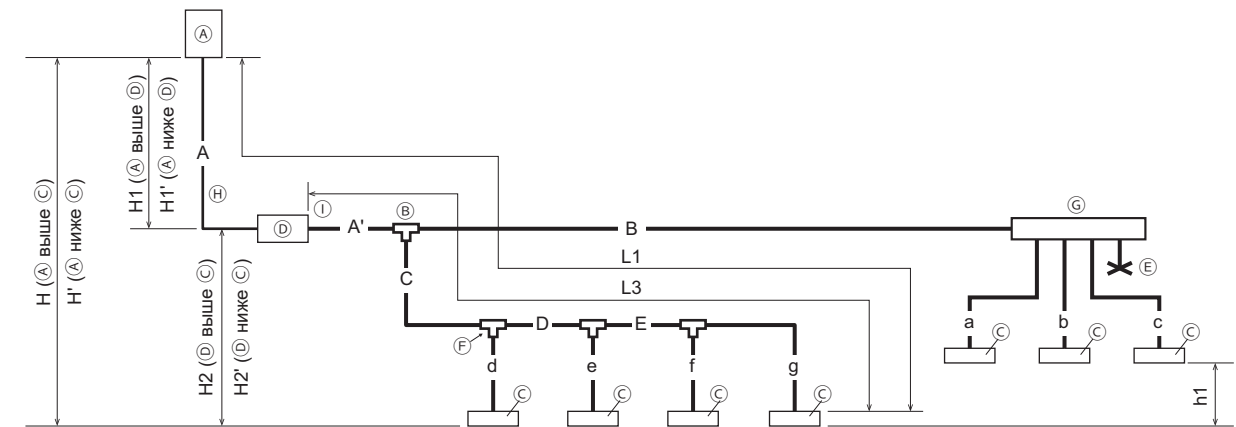 Ⓐ
H (Ⓐ выше Ⓒ)
H' (Ⓐ ниже Ⓒ)
H1 (Ⓐ выше Ⓓ)
H1' (Ⓐ ниже Ⓓ)
A
Ⓗ
Ⓓ
Ⓘ
A'
Ⓑ
B
Ⓖ
H2 (Ⓓ выше Ⓒ)
H2' (Ⓓ ниже Ⓒ)
C
L1
L3
Ⓔ
Ⓕ
D
E
a
b
c
Ⓒ
Ⓒ
Ⓒ
d
e
f
g
Ⓒ
Ⓒ
Ⓒ
Ⓒ
h1